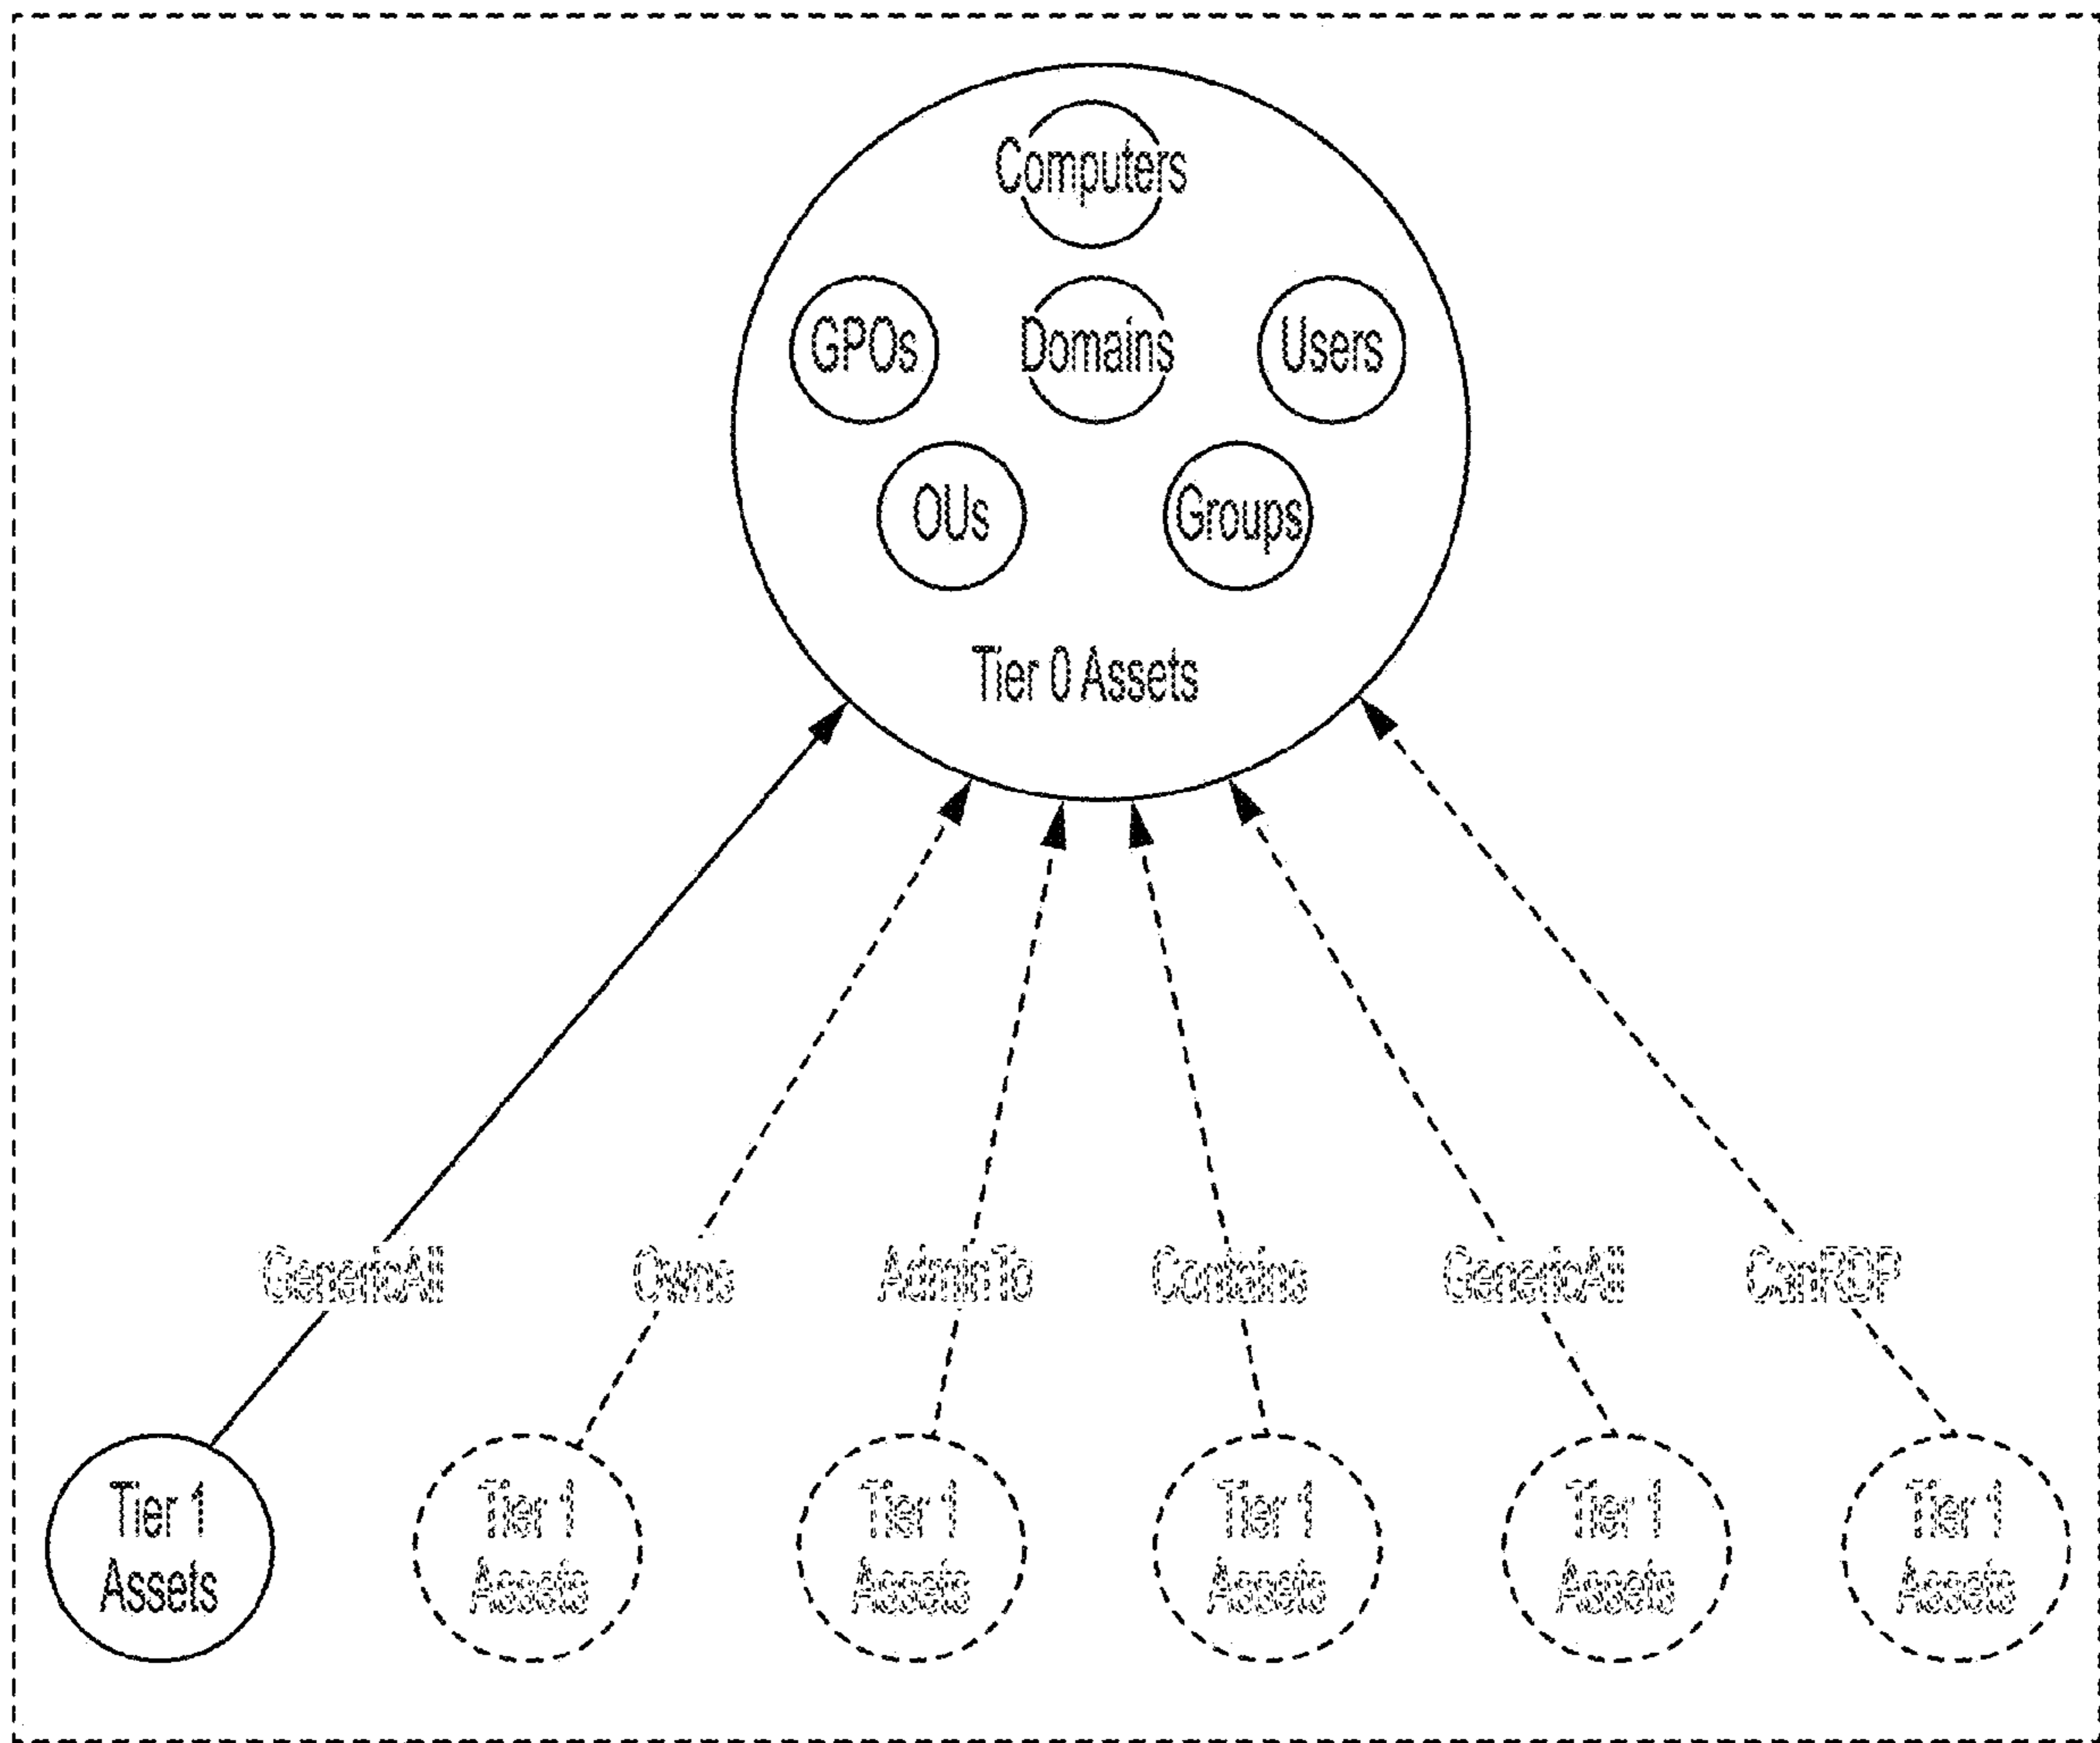 Computers
GPOs
Domains
Users
OUs
Groups
Tier 0 Assets
GenericAll
Owns
AdminTo
Contains
GenericAll
CanRDP
Tier 1
Assets
Tier 1
Assets
Tier 1
Assets
Tier 1
Assets
Tier 1
Assets
Tier 1
Assets